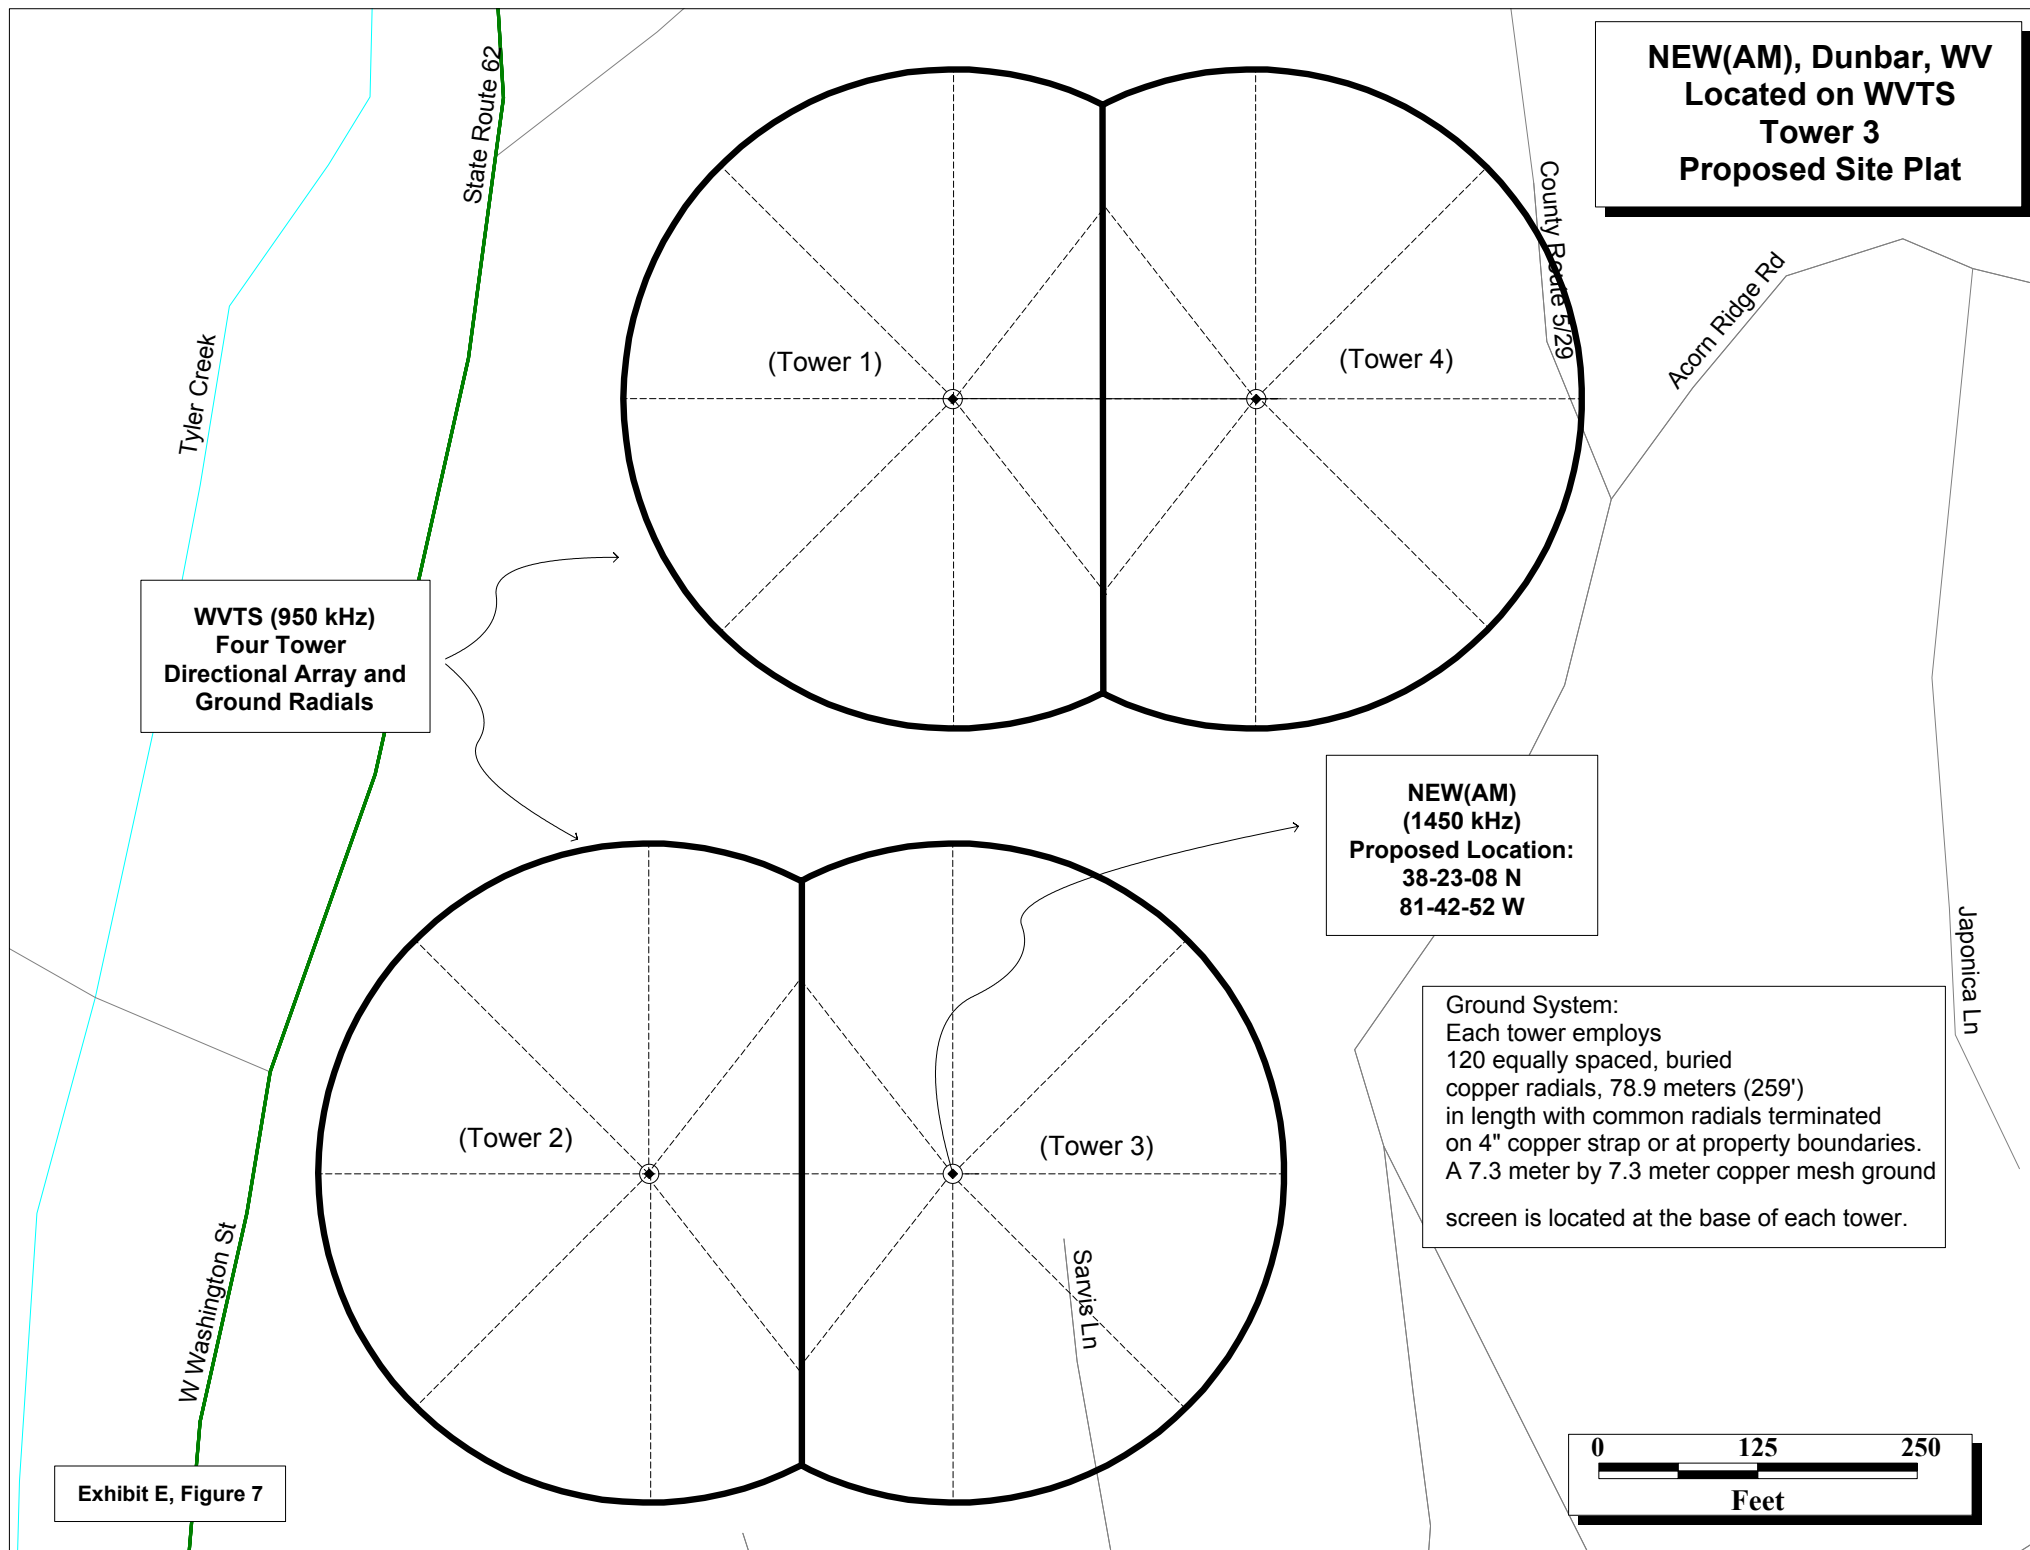 NEW(AM), Dunbar, WV
Located on WVTS
Tower 3
Proposed Site Plat
State Route 62
County Route 5/29
Acorn Ridge Rd
Tyler Creek
(Tower 1)
(Tower 4)
WVTS (950 kHz)
Four Tower
Directional Array and
Ground Radials
NEW(AM)
(1450 kHz)
Proposed Location:
38-23-08 N
81-42-52 W
Japonica Ln
Ground System:
Each tower employs
120 equally spaced, buried
copper radials, 78.9 meters (259')
in length with common radials terminated
on 4" copper strap or at property boundaries.
A 7.3 meter by 7.3 meter copper mesh ground
screen is located at the base of each tower.
(Tower 2)
(Tower 3)
Sarvis Ln
W Washington St
Exhibit E, Figure 7
0 125 250
Feet